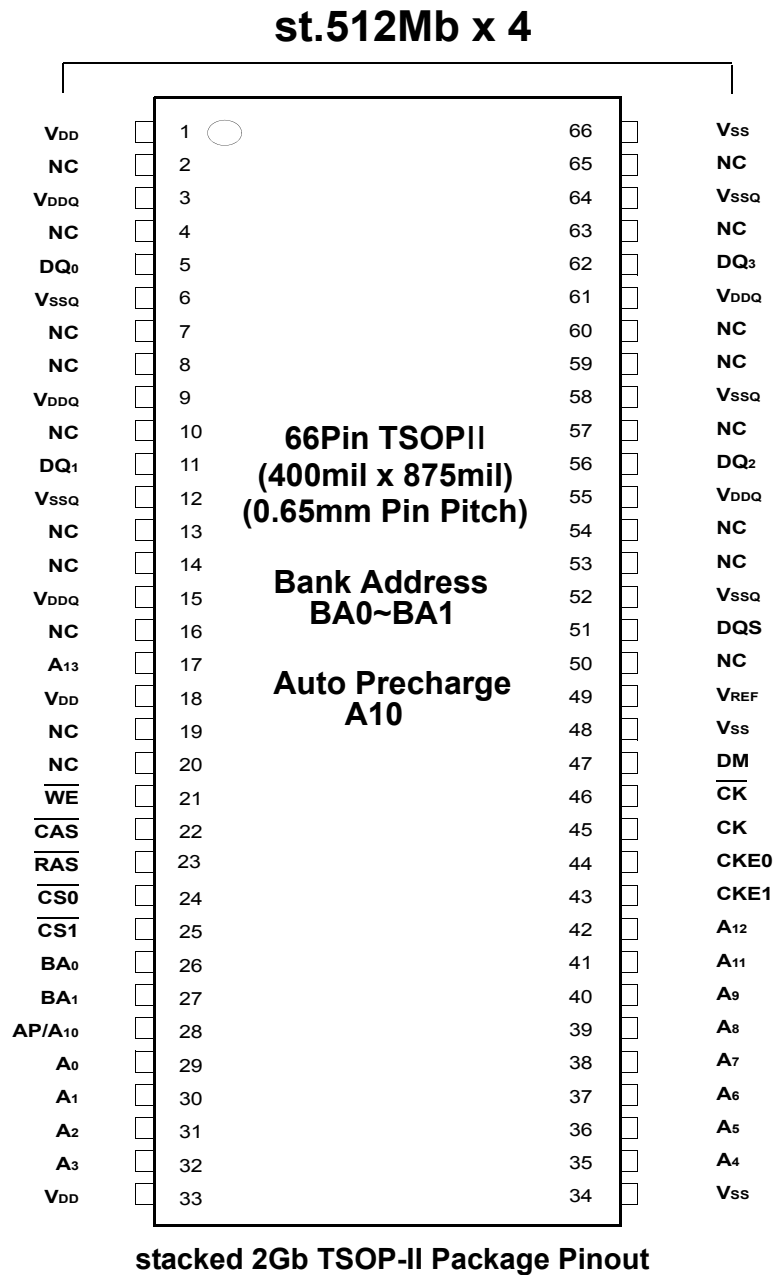 st.512Mb x 4
VDD 1 66 VSS
NC 2 65 NC
VDDQ 3 64 VSSQ
NC 4 63 NC
DQ0 5 62 DQ3
VSSQ 6 61 VDDQ
NC 7 60 NC
NC 8 59 NC
VDDQ 9 58 VSSQ
NC 10 57 NC
DQ1 11 56 DQ2
VSSQ 12 55 VDDQ
NC 13 54 NC
NC 14 53 NC
VDDQ 15 52 VSSQ
NC 16 51 DQS
A13 17 50 NC
VDD 18 49 VREF
NC 19 48 VSS
NC 20 47 DM
WE 21 46 CK
CAS 22 45 CK
RAS 23 44 CKE0
CS0 24 43 CKE1
CS1 25 42 A12
BA0 26 41 A11
BA1 27 40 A9
AP/A10 28 39 A8
A0 29 38 A7
A1 30 37 A6
A2 31 36 A5
A3 32 35 A4
VDD 33 34 VSS
66Pin TSOPII
(400mil x 875mil)
(0.65mm Pin Pitch)
Bank Address
BA0~BA1
Auto Precharge
A10
stacked 2Gb TSOP-II Package Pinout